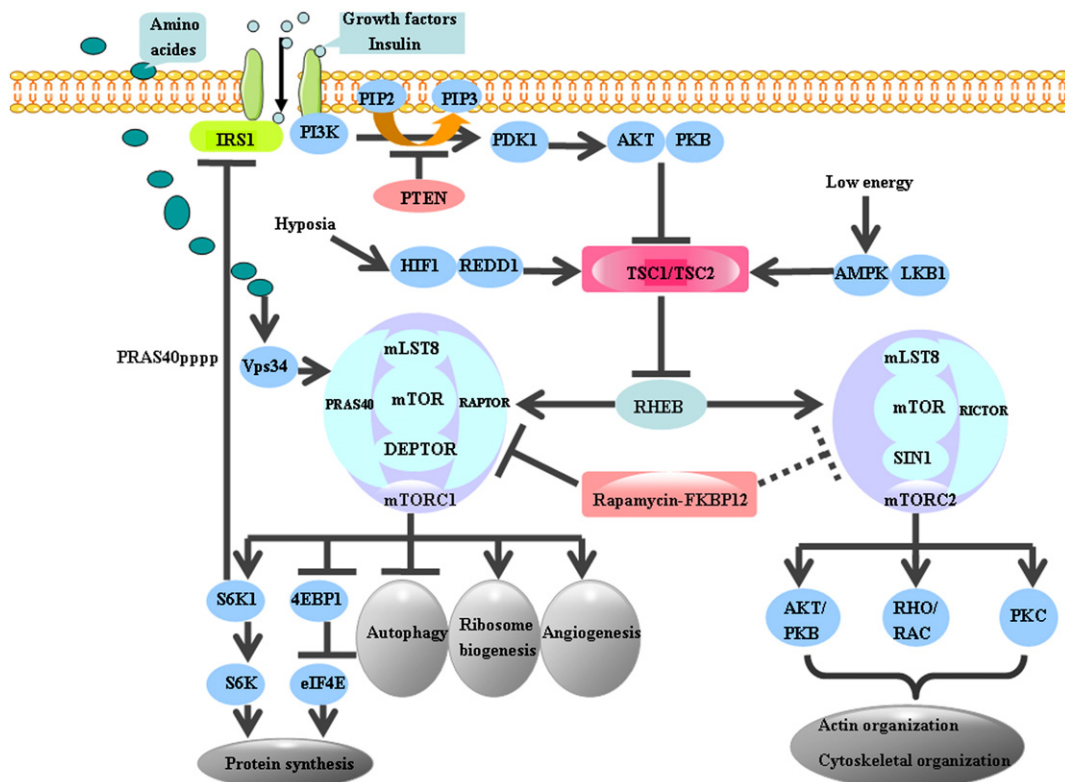 Amino
acides
Growth factors
Insulin
PIP2
PIP3
IRS1
PI3K
PDK1
AKT
PKB
PTEN
Low energy
Hyposia
HIF1
REDD1
TSC1/TSC2
AMPK
LKB1
PRAS40pppp
Vps34
mLST8
PRAS40
mTOR
RAPTOR
DEPTOR
mTORC1
RHEB
mLST8
mTOR
RICTOR
SIN1
mTORC2
Rapamycin-FKBP12
S6K1
4EBP1
Autophagy
Ribosome
biogenesis
Angiogenesis
AKT/
PKB
RHO/
RAC
PKC
S6K
eIF4E
Protein synthesis
Actin organization
Cytoskeletal organization